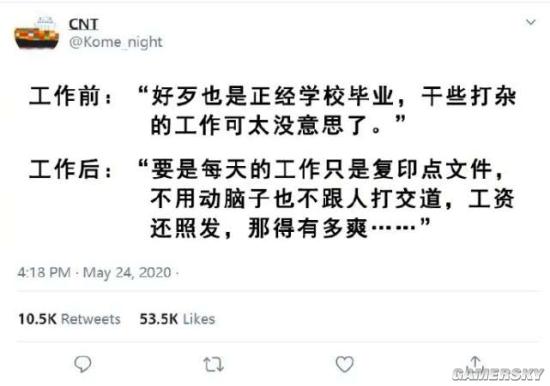 CNT
@Kome_night
工作前：“好歹也是正经学校毕业，干些打杂
的工作可太没意思了。”
工作后：“要是每天的工作只是复印点文件，
不用动脑子也不跟人打交道，工资
还照发，那得有多爽……”
4:18 PM · May 24, 2020 ·
10.5K Retweets 53.5K Likes
GAMERSKY